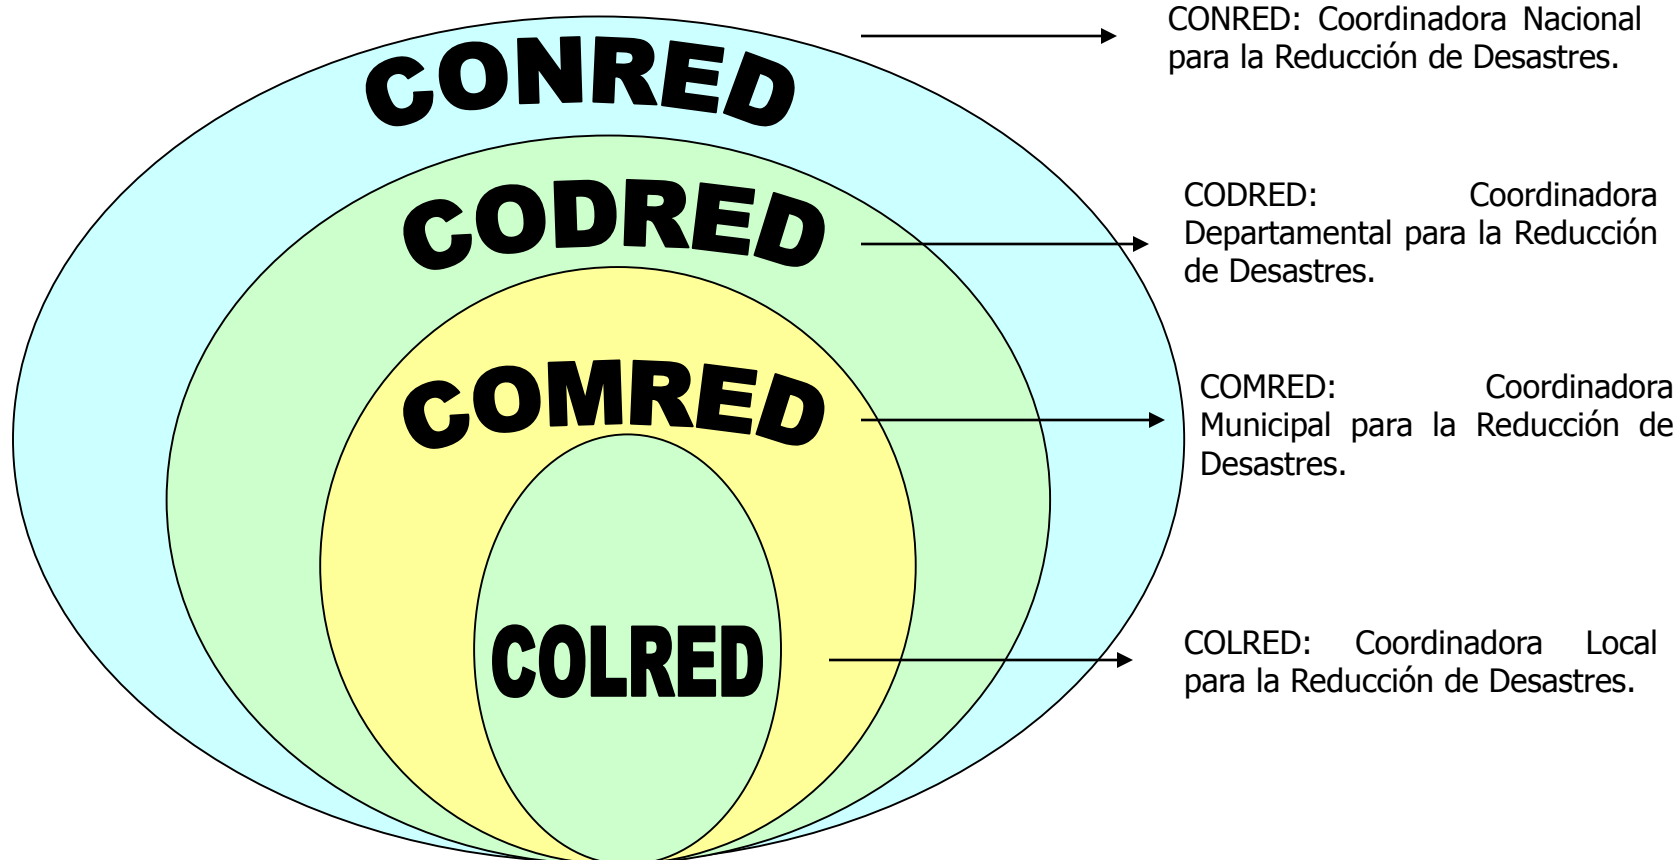 CONRED
CONRED: Coordinadora Nacional
para la Reducción de Desastres.
CODRED
CODRED: Coordinadora
Departamental para la Reducción
de Desastres.
COMRED
COMRED: Coordinadora
Municipal para la Reducción de
Desastres.
COLRED
COLRED: Coordinadora Local
para la Reducción de Desastres.